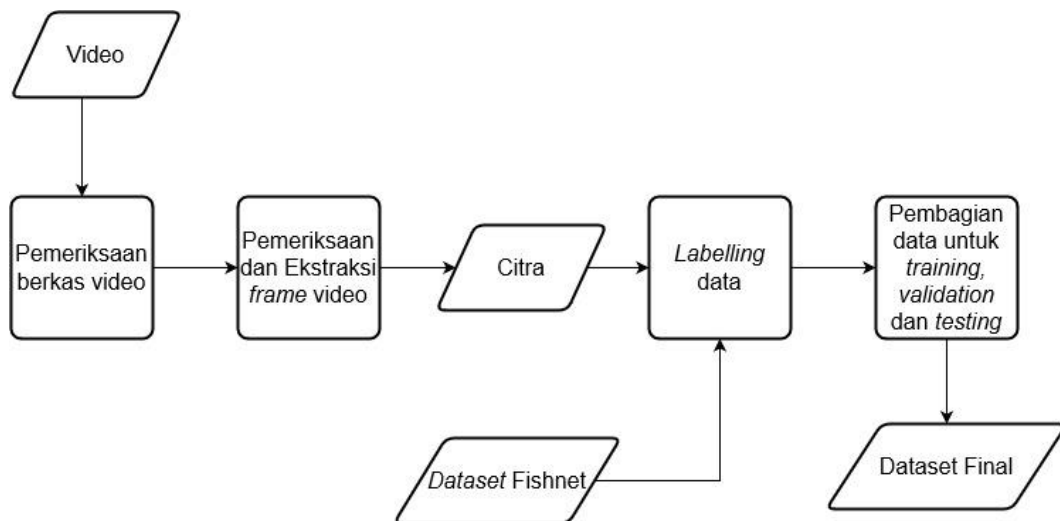 Video
Pemeriksaan
berkas video
Pemeriksaan
dan Ekstraksi
frame video
Citra
Labelling
data
Pembagian
data untuk
training,
validation
dan testing
Dataset Fishnet
Dataset Final